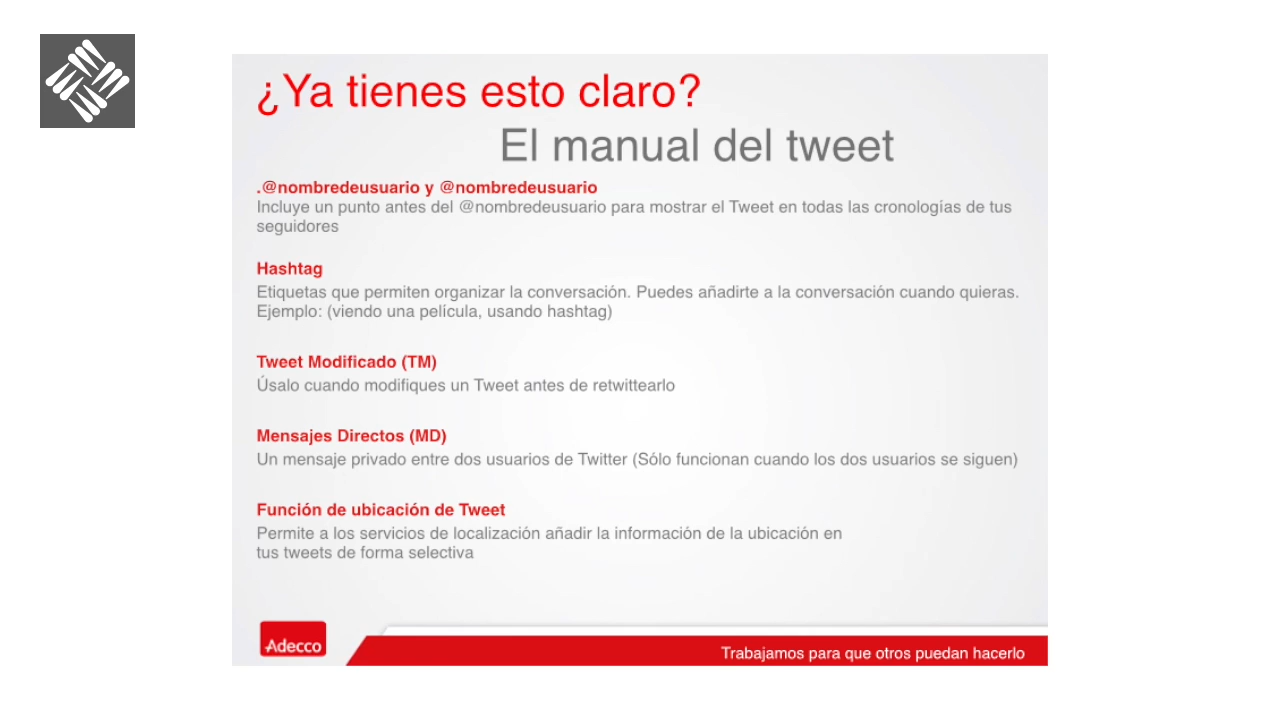 ¿Ya tienes esto claro?
El manual del tweet
.@nombredeusuario y @nombredeusuario
Incluye un punto antes del @nombredeusuario para mostrar el Tweet en todas las cronologías de tus
seguidores
Hashtag
Etiquetas que permiten organizar la conversación. Puedes añadirte a la conversación cuando quieras.
Ejemplo: (viendo una película, usando hashtag)
Tweet Modificado (TM)
Úsalo cuando modifiques un Tweet antes de retwittearlo
Mensajes Directos (MD)
Un mensaje privado entre dos usuarios de Twitter (Sólo funcionan cuando los dos usuarios se siguen)
Función de ubicación de Tweet
Permite a los servicios de localización añadir la información de la ubicación en
tus tweets de forma selectiva
Adecco
Trabajamos para que otros puedan hacerlo